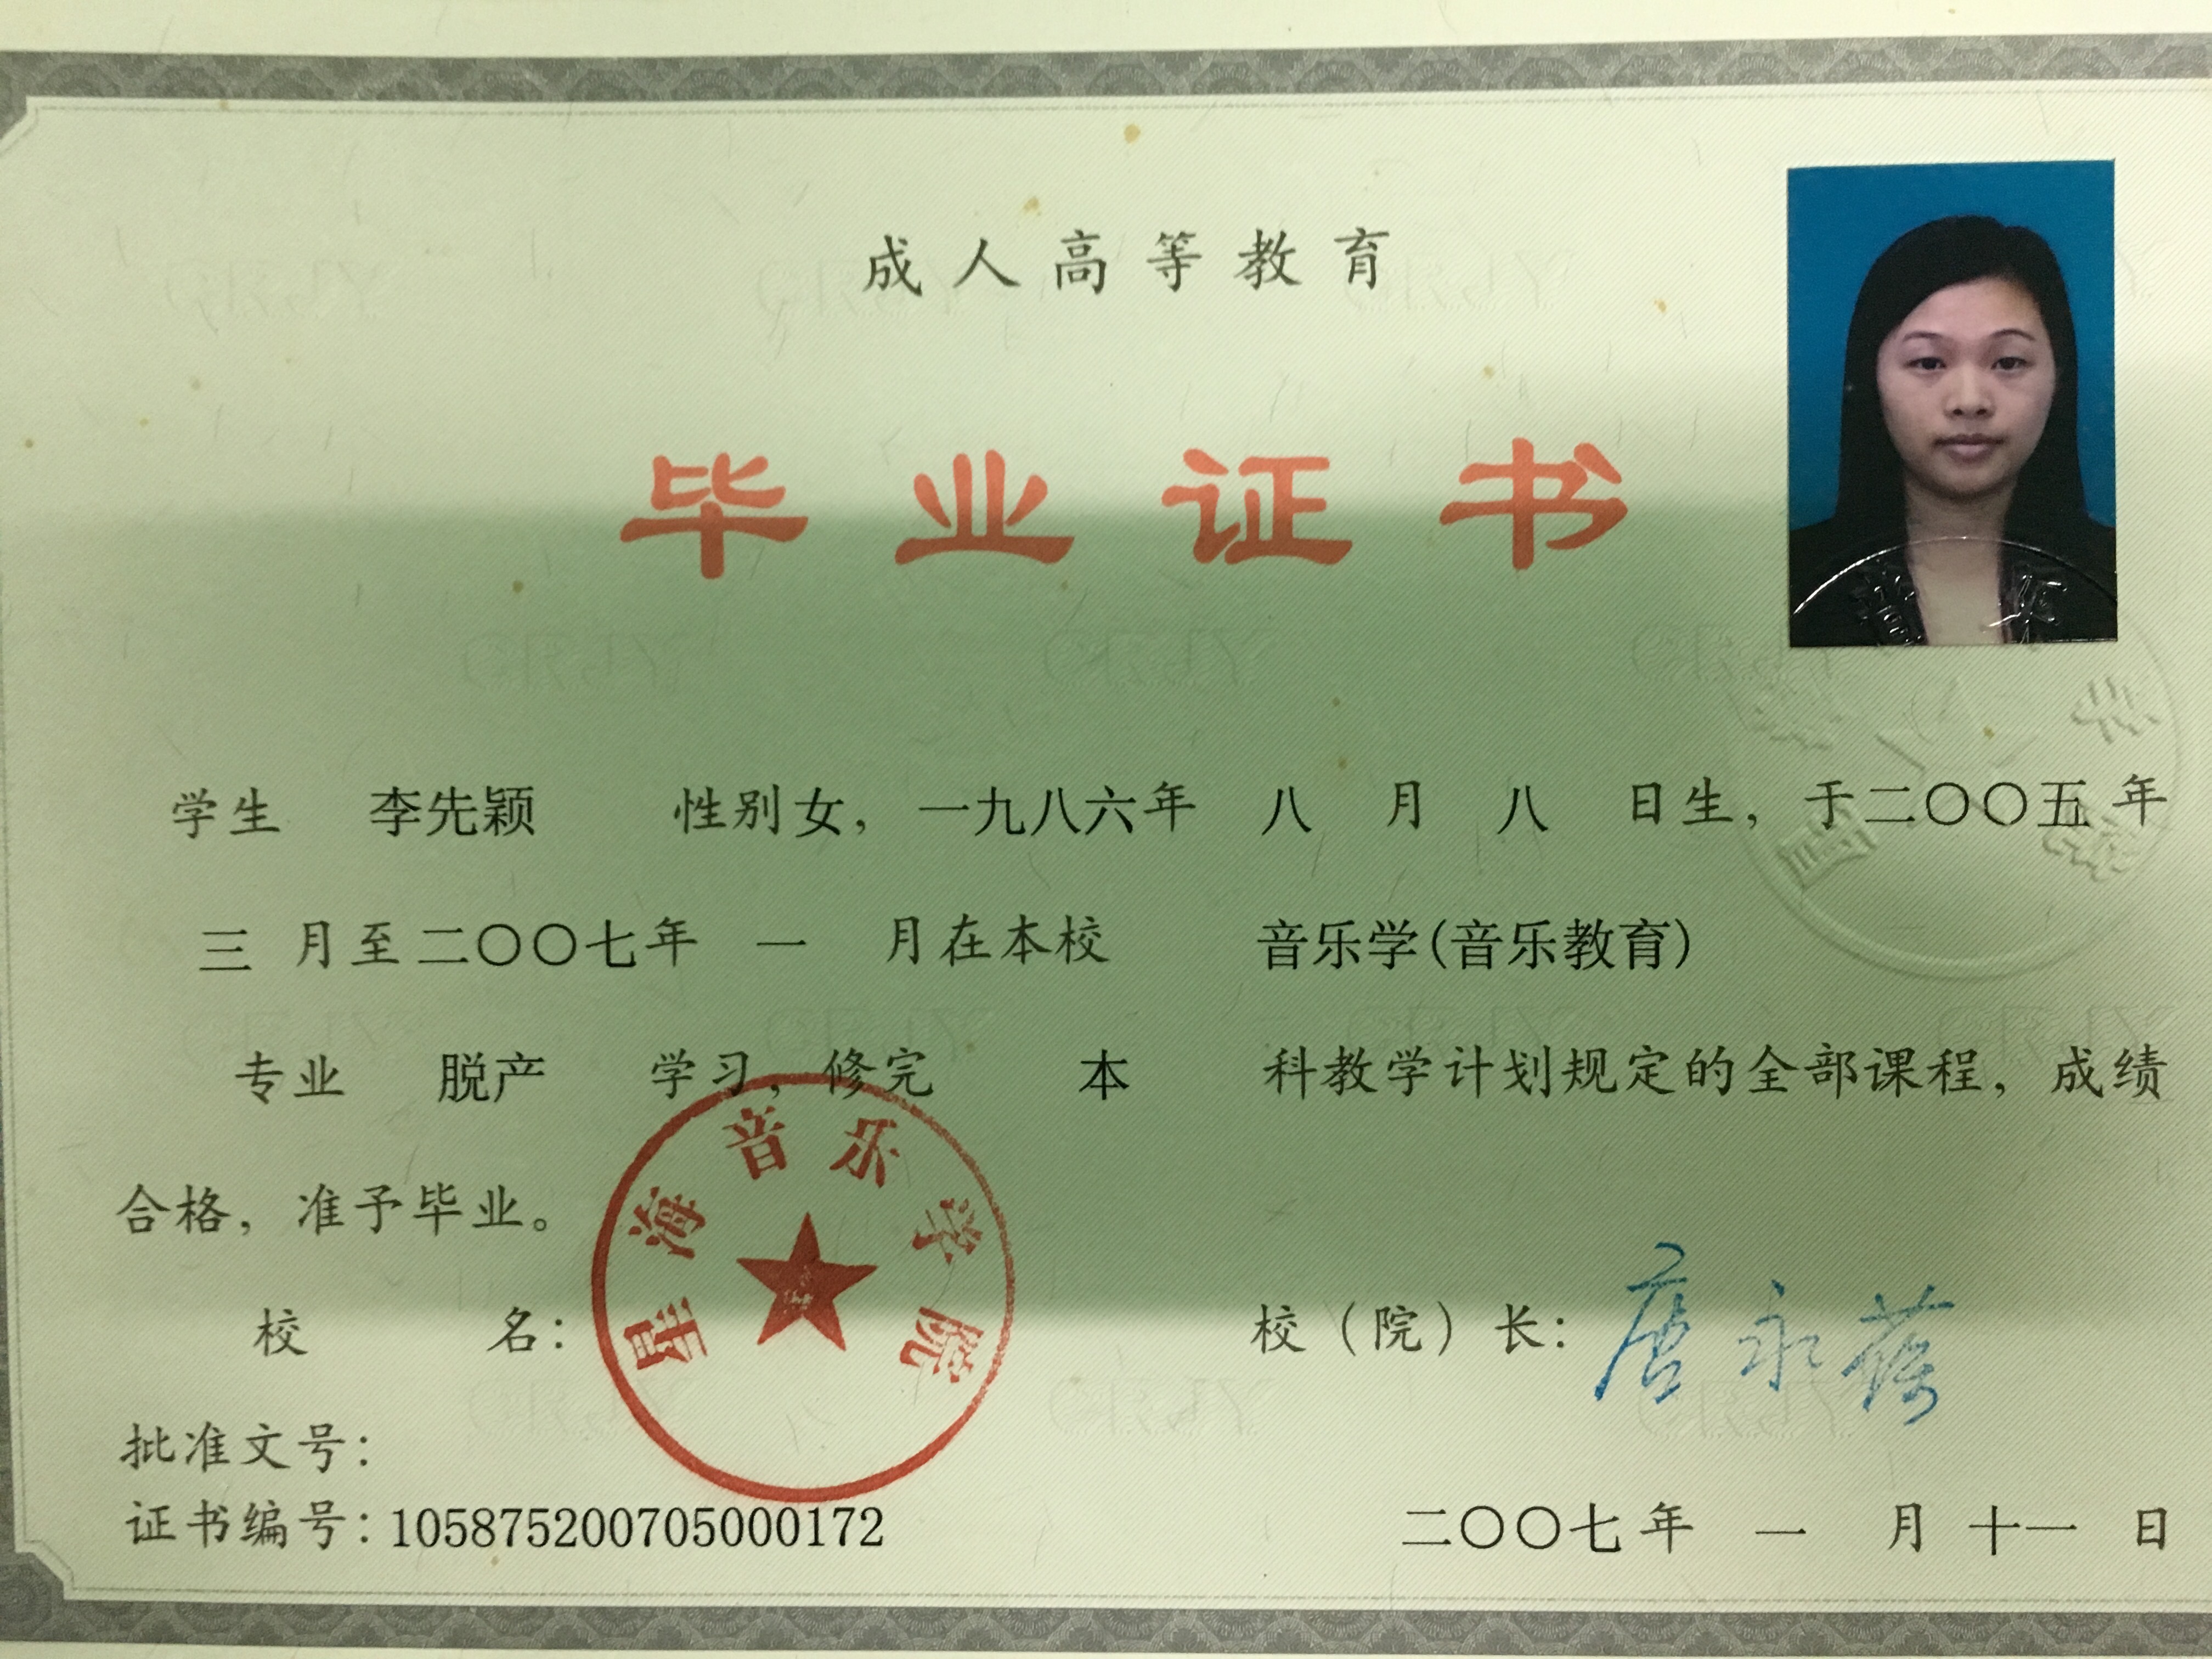 成人高等教育
毕业证书
学生 李先颖 性别女，一九八六年 八 月 八 日生，于二〇〇五年
三 月至二〇〇七年 一 月在本校 音乐学(音乐教育)
专业 脱产 学习，修完 本 科教学计划规定的全部课程，成绩
合格，准予毕业。
校 名：
星海音乐学院
校（院）长：唐永葆
批准文号：
证书编号：105875200705000172
二〇〇七年 一 月 十一 日